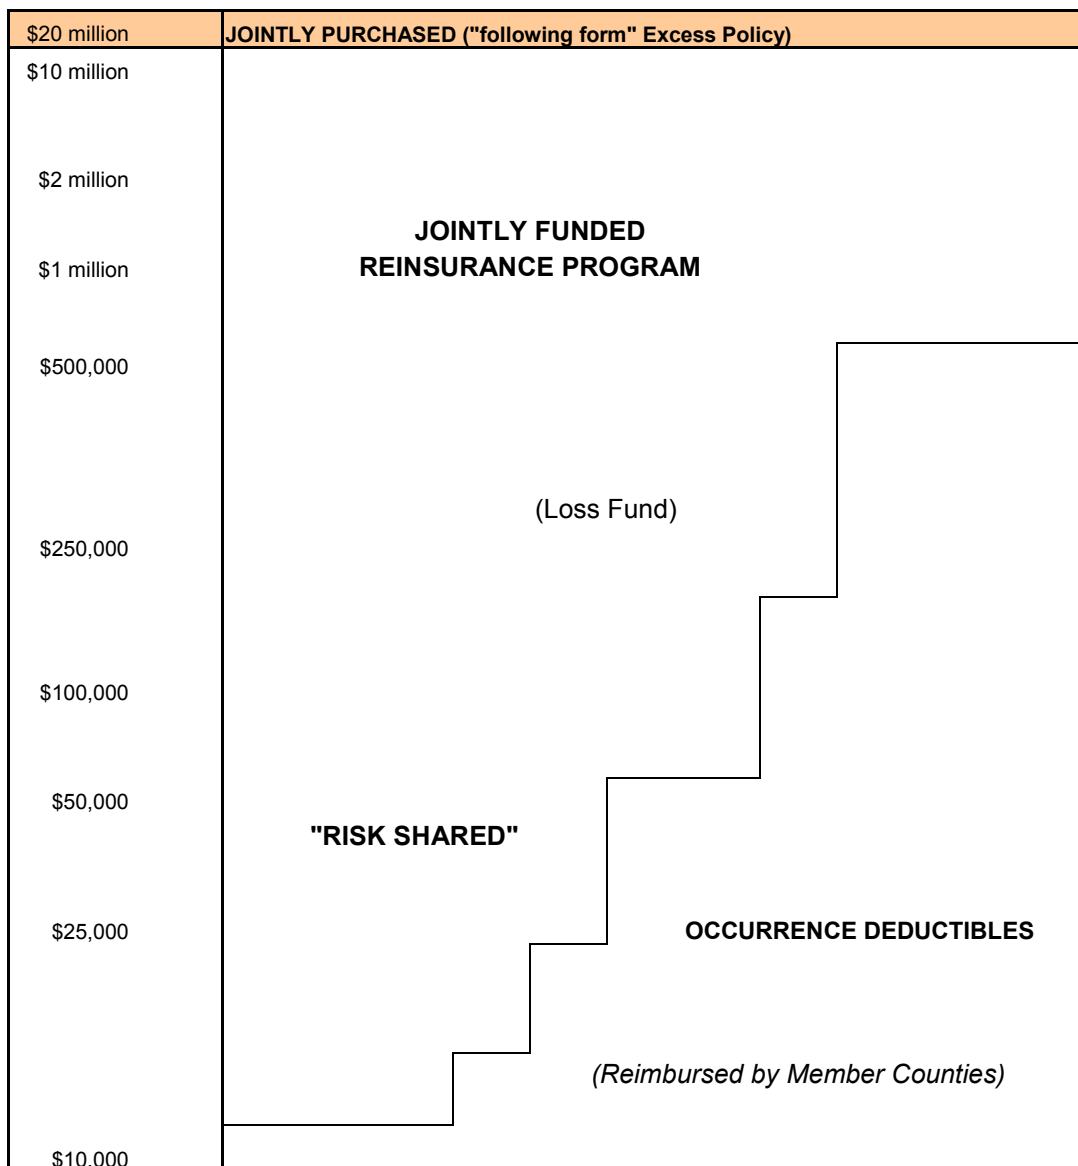 $20 million JOINTLY PURCHASED ("following form" Excess Policy)
$10 million
$2 million
JOINTLY FUNDED
REINSURANCE PROGRAM
$1 million
$500,000
(Loss Fund)
$250,000
$100,000
$50,000
"RISK SHARED"
$25,000 OCCURRENCE DEDUCTIBLES
(Reimbursed by Member Counties)
$10,000